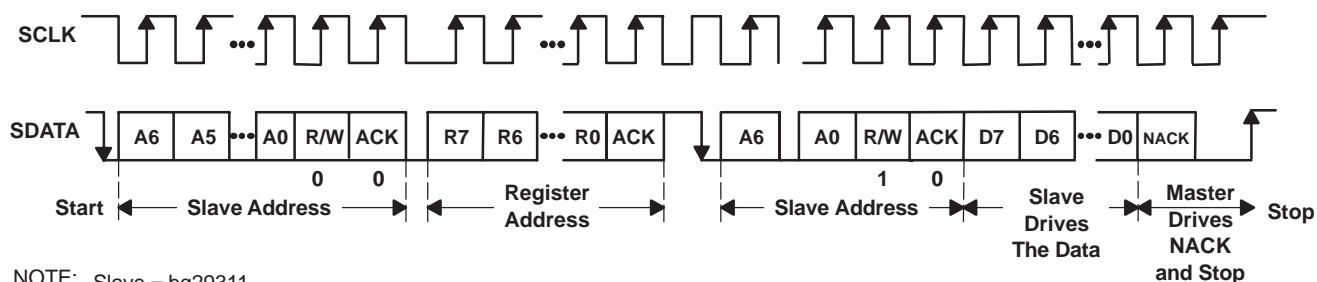 SCLK
SDATA
A6 A5 A0 R/W ACK R7 R6 R0 ACK A6 A0 R/W ACK D7 D6 D0 NACK
0 0 1 0
Start Slave Address Register Address Slave Address Slave Drives The Data Master Drives NACK and Stop Stop
NOTE: Slave = bq29311